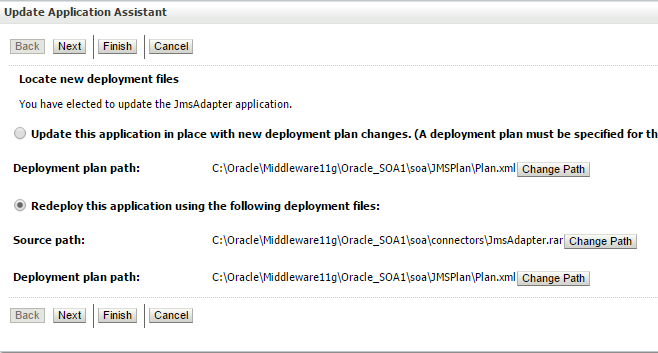 Update Application Assistant
Back Next Finish Cancel
Locate new deployment files
You have elected to update the JmsAdapter application.
Update this application in place with new deployment plan changes. (A deployment plan must be specified for th
Deployment plan path: C:\Oracle\Middleware11g\Oracle_SOA1\soa\JMSPlan\Plan.xml Change Path
Redeploy this application using the following deployment files:
Source path: C:\Oracle\Middleware11g\Oracle_SOA1\soa\connectors\JmsAdapter.rar Change Path
Deployment plan path: C:\Oracle\Middleware11g\Oracle_SOA1\soa\JMSPlan\Plan.xml Change Path
Back Next Finish Cancel